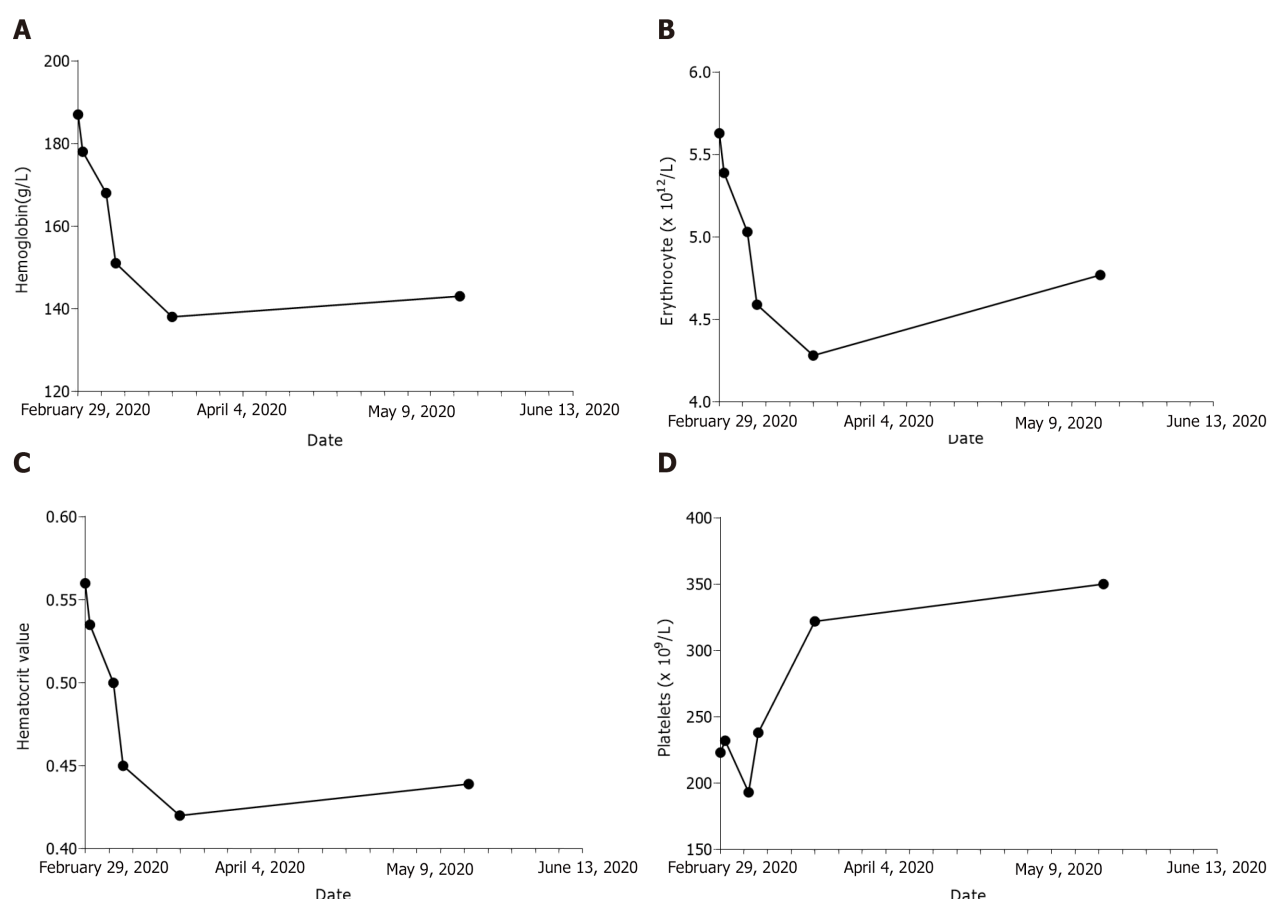 A
200
180
160
140
120
Hemoglobin(g/L)
February 29, 2020 April 4, 2020 May 9, 2020 June 13, 2020
Date
B
6.0
5.5
5.0
4.5
4.0
Erythrocyte (x 10¹²/L)
February 29, 2020 April 4, 2020 May 9, 2020 June 13, 2020
Date
C
0.60
0.55
0.50
0.45
0.40
Hematocrit value
February 29, 2020 April 4, 2020 May 9, 2020 June 13, 2020
Date
D
400
350
300
250
200
150
Platelets (x 10⁹/L)
February 29, 2020 April 4, 2020 May 9, 2020 June 13, 2020
Date